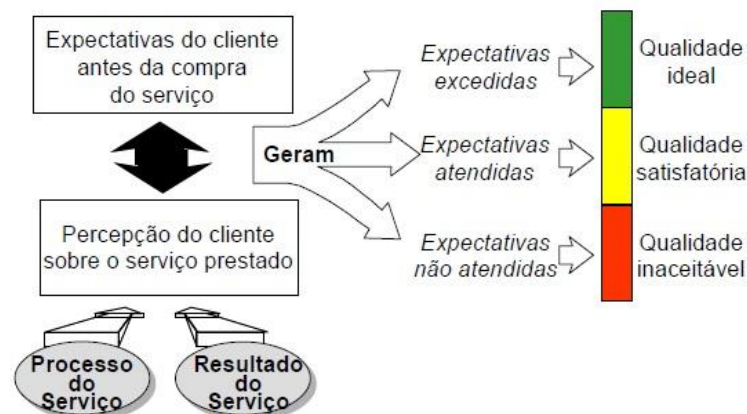 Expectativas do cliente
antes da compra
do serviço
Geram
Percepção do cliente
sobre o serviço prestado
Processo
do
Serviço
Resultado
do
Serviço
Expectativas
excedidas
Qualidade
ideal
Expectativas
atendidas
Qualidade
satisfatória
Expectativas
não atendidas
Qualidade
inaceitável